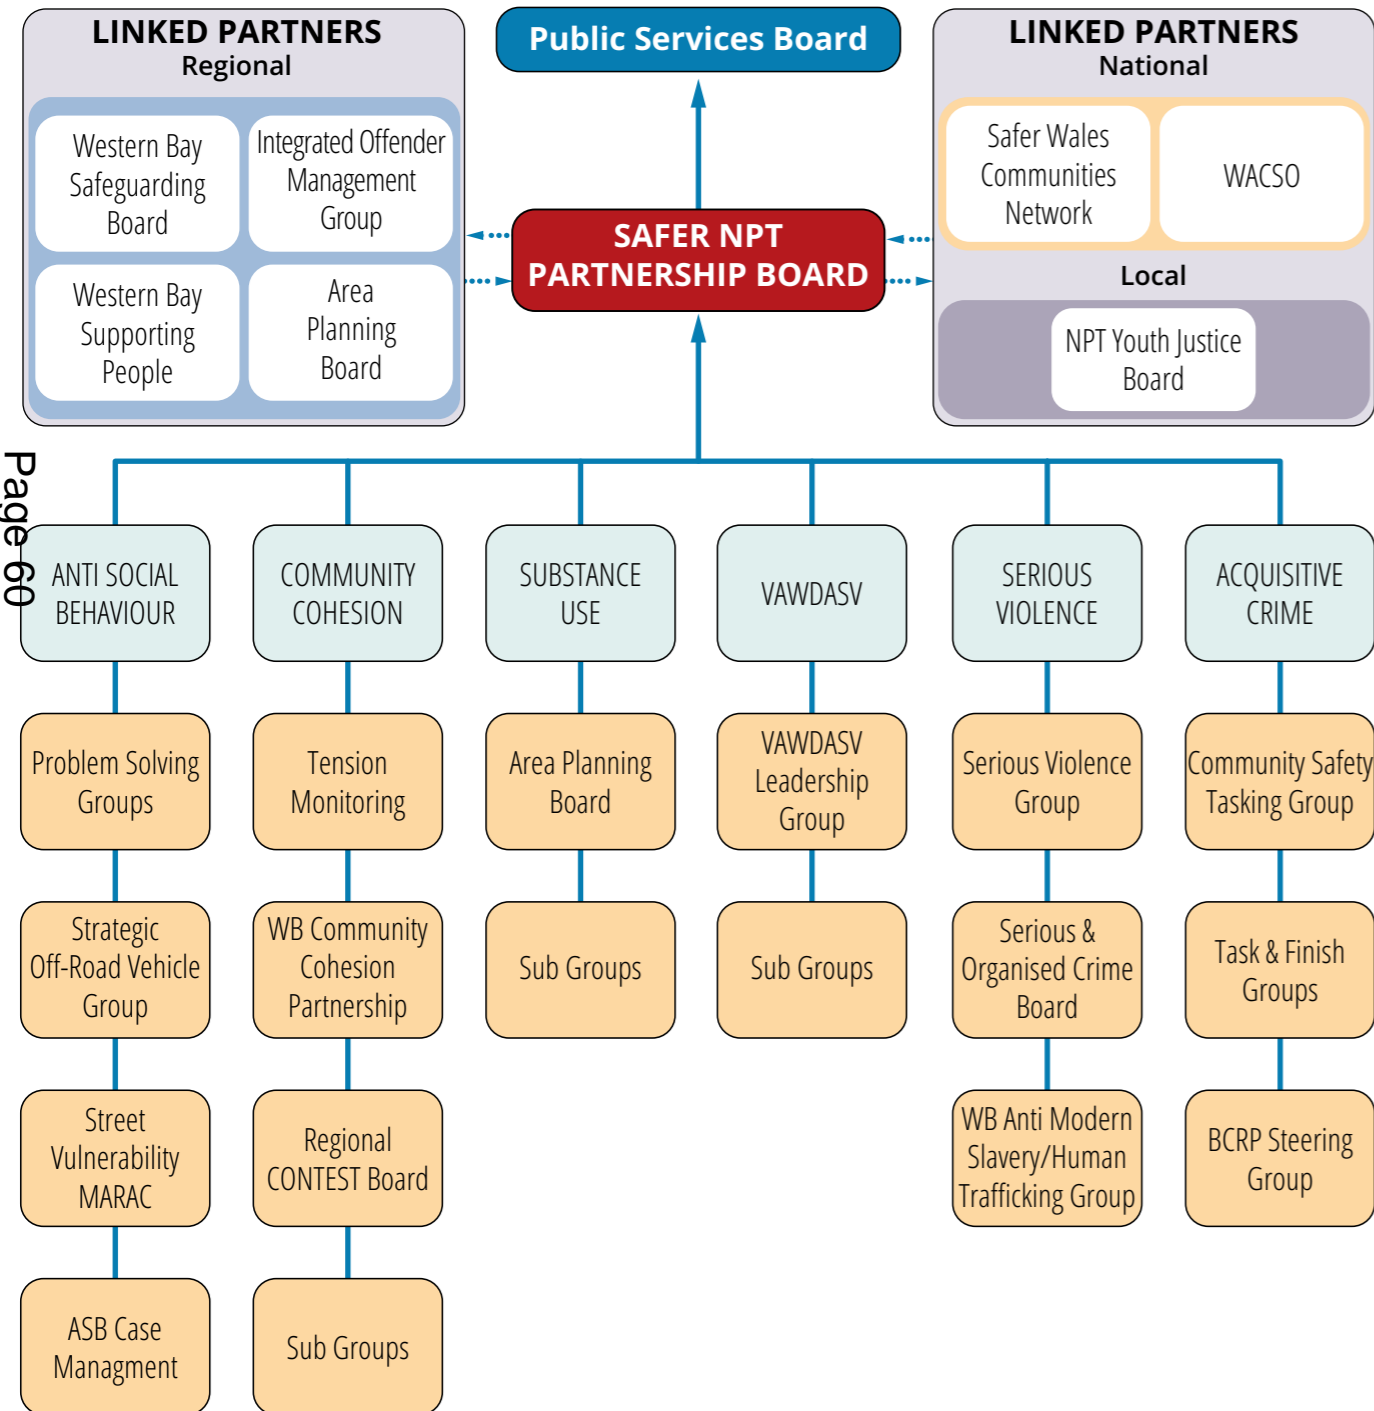 LINKED PARTNERS
Regional
Western Bay
Safeguarding
Board
Integrated Offender
Management
Group
Western Bay
Supporting
People
Area
Planning
Board
Public Services Board
SAFER NPT
PARTNERSHIP BOARD
LINKED PARTNERS
National
Safer Wales
Communities
Network
WACSO
Local
NPT Youth Justice
Board
Page 60
ANTI SOCIAL
BEHAVIOUR
Problem Solving
Groups
Strategic
Off-Road Vehicle
Group
Street
Vulnerability
MARAC
ASB Case
Managment
COMMUNITY
COHESION
Tension
Monitoring
WB Community
Cohesion
Partnership
Regional
CONTEST Board
Sub Groups
SUBSTANCE
USE
Area Planning
Board
Sub Groups
VAWDASV
VAWDASV
Leadership
Group
Sub Groups
SERIOUS
VIOLENCE
Serious Violence
Group
Serious &
Organised Crime
Board
WB Anti Modern
Slavery/Human
Trafficking Group
ACQUISITIVE
CRIME
Community Safety
Tasking Group
Task & Finish
Groups
BCRP Steering
Group